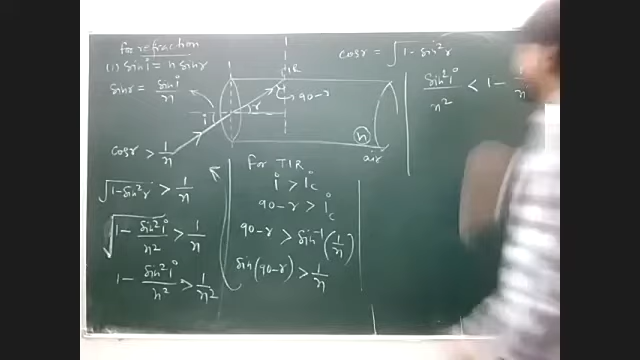 for refraction
(1) sin i = n sin r
sin r = sin i / n
cos r > 1/n
√(1-sin²r) > 1/n
√(1 - sin²i/n²) > 1/n
1 - sin²i/n² > 1/n²
TIR
i
r
90-r
n
air
For TIR
i > ic
90-r > ic
90-r > sin⁻¹(1/n)
sin(90-r) > 1/n
cos r = √(1-sin²r)
sin²i/n² < 1 -